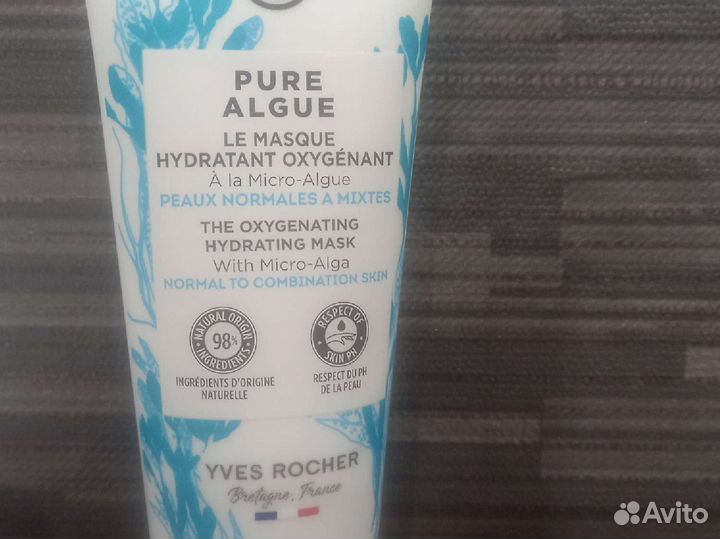 PURE
ALGUE
LE MASQUE
HYDRATANT OXYGÉNANT
À la Micro-Algue
PEAUX NORMALES A MIXTES
THE OXYGENATING
HYDRATING MASK
With Micro-Alga
NORMAL TO COMBINATION SKIN
NATURAL ORIGIN
98%
INGREDIENTS
INGRÉDIENTS D'ORIGINE
NATURELLE
RESPECT OF
SKIN PH
RESPECT DU PH
DE LA PEAU
YVES ROCHER
Bretagne, France
Avito